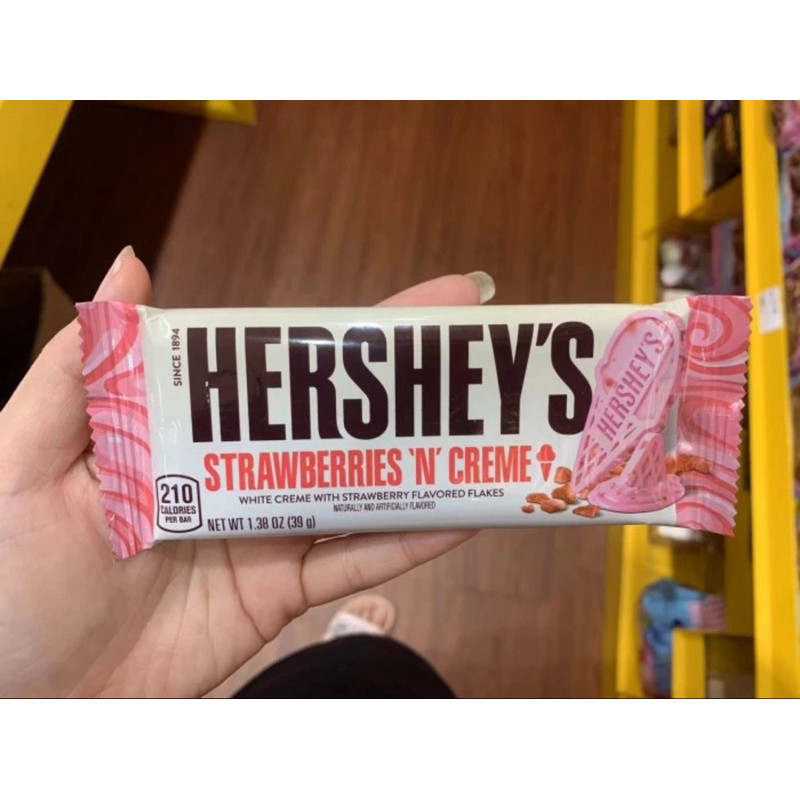 SINCE 1894
HERSHEY'S
HERSHEY'S
STRAWBERRIES 'N' CREME
WHITE CREME WITH STRAWBERRY FLAVORED FLAKES
NATURALLY AND ARTIFICIALLY FLAVORED
210
CALORIES
PER BAR
NET WT 1.38 OZ (39 g)